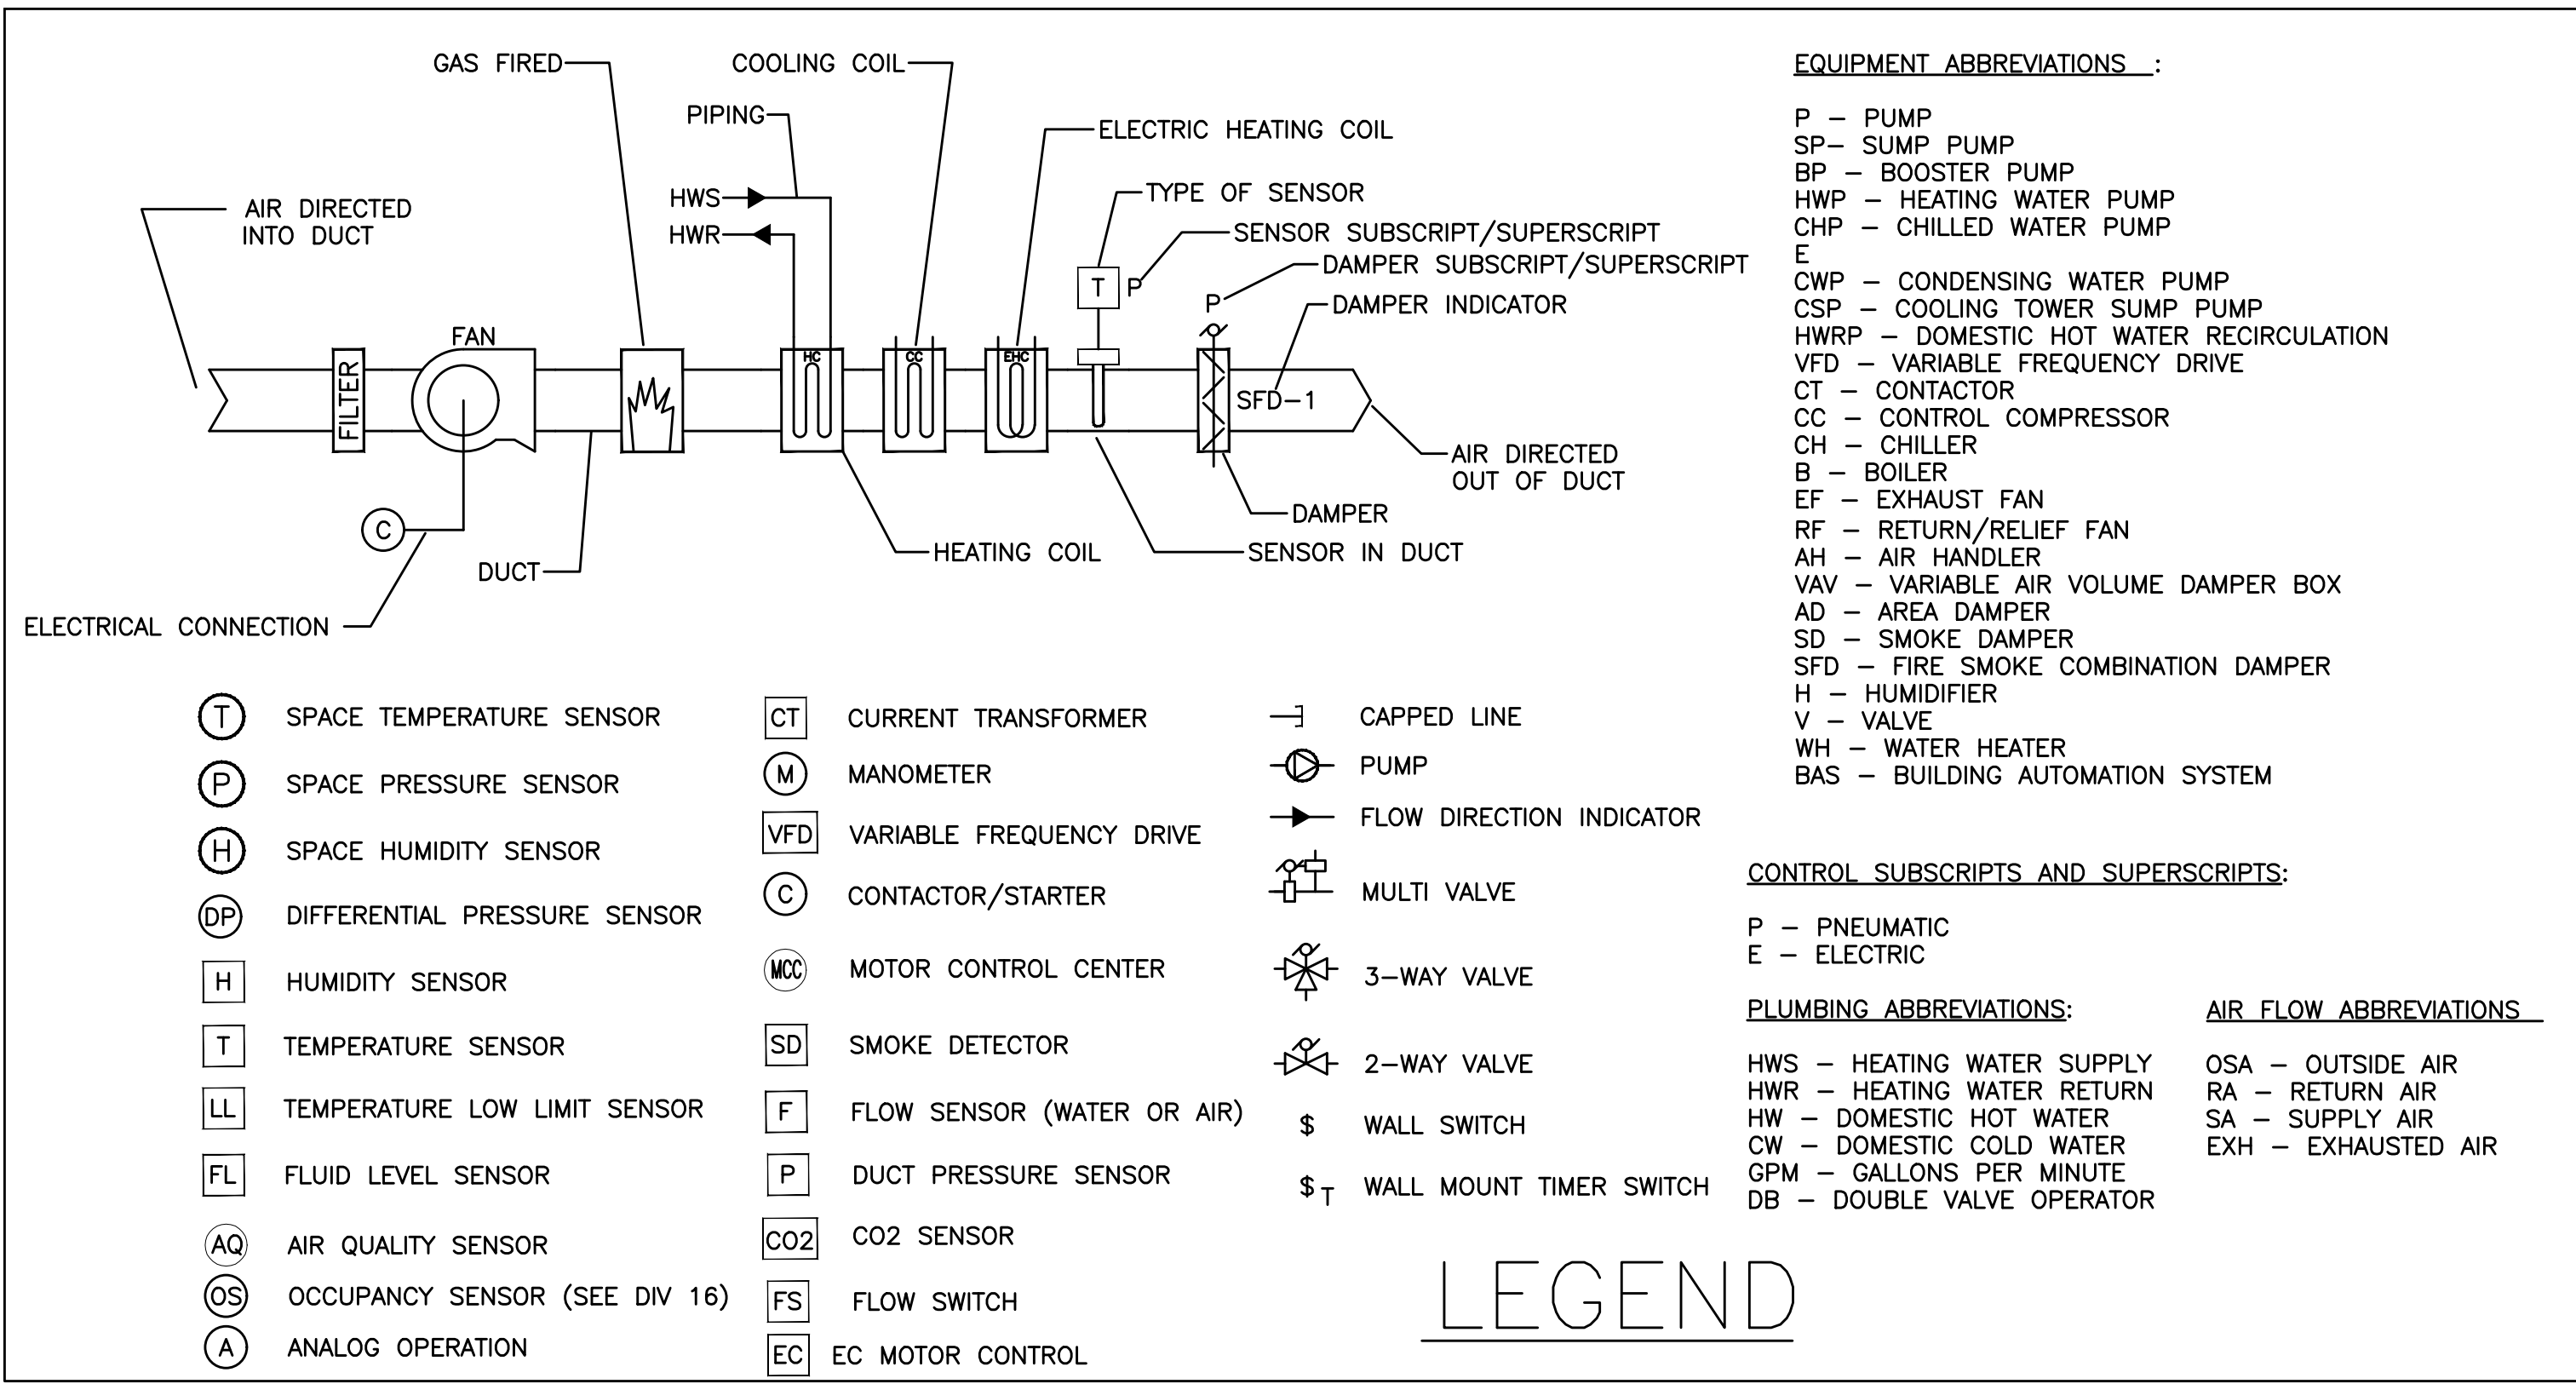 GAS FIRED
COOLING COIL
PIPING
ELECTRIC HEATING COIL
HWS
HWR
TYPE OF SENSOR
AIR DIRECTED
INTO DUCT
SENSOR SUBSCRIPT/SUPERSCRIPT
DAMPER SUBSCRIPT/SUPERSCRIPT
T
P
P
DAMPER INDICATOR
FAN
FILTER
HC
CC
EHC
SFD-1
AIR DIRECTED
OUT OF DUCT
DAMPER
C
HEATING COIL
SENSOR IN DUCT
DUCT
ELECTRICAL CONNECTION
T SPACE TEMPERATURE SENSOR
P SPACE PRESSURE SENSOR
H SPACE HUMIDITY SENSOR
DP DIFFERENTIAL PRESSURE SENSOR
H HUMIDITY SENSOR
T TEMPERATURE SENSOR
LL TEMPERATURE LOW LIMIT SENSOR
FL FLUID LEVEL SENSOR
AQ AIR QUALITY SENSOR
OS OCCUPANCY SENSOR (SEE DIV 16)
A ANALOG OPERATION
CT CURRENT TRANSFORMER
M MANOMETER
VFD VARIABLE FREQUENCY DRIVE
C CONTACTOR/STARTER
MCC MOTOR CONTROL CENTER
SD SMOKE DETECTOR
F FLOW SENSOR (WATER OR AIR)
P DUCT PRESSURE SENSOR
CO2 CO2 SENSOR
FS FLOW SWITCH
EC EC MOTOR CONTROL
CAPPED LINE
PUMP
FLOW DIRECTION INDICATOR
MULTI VALVE
3-WAY VALVE
2-WAY VALVE
$ WALL SWITCH
$T WALL MOUNT TIMER SWITCH
EQUIPMENT ABBREVIATIONS :
P - PUMP
SP- SUMP PUMP
BP - BOOSTER PUMP
HWP - HEATING WATER PUMP
CHP - CHILLED WATER PUMP
E
CWP - CONDENSING WATER PUMP
CSP - COOLING TOWER SUMP PUMP
HWRP - DOMESTIC HOT WATER RECIRCULATION
VFD - VARIABLE FREQUENCY DRIVE
CT - CONTACTOR
CC - CONTROL COMPRESSOR
CH - CHILLER
B - BOILER
EF - EXHAUST FAN
RF - RETURN/RELIEF FAN
AH - AIR HANDLER
VAV - VARIABLE AIR VOLUME DAMPER BOX
AD - AREA DAMPER
SD - SMOKE DAMPER
SFD - FIRE SMOKE COMBINATION DAMPER
H - HUMIDIFIER
V - VALVE
WH - WATER HEATER
BAS - BUILDING AUTOMATION SYSTEM
CONTROL SUBSCRIPTS AND SUPERSCRIPTS:
P - PNEUMATIC
E - ELECTRIC
PLUMBING ABBREVIATIONS:
HWS - HEATING WATER SUPPLY
HWR - HEATING WATER RETURN
HW - DOMESTIC HOT WATER
CW - DOMESTIC COLD WATER
GPM - GALLONS PER MINUTE
DB - DOUBLE VALVE OPERATOR
AIR FLOW ABBREVIATIONS
OSA - OUTSIDE AIR
RA - RETURN AIR
SA - SUPPLY AIR
EXH - EXHAUSTED AIR
LEGEND